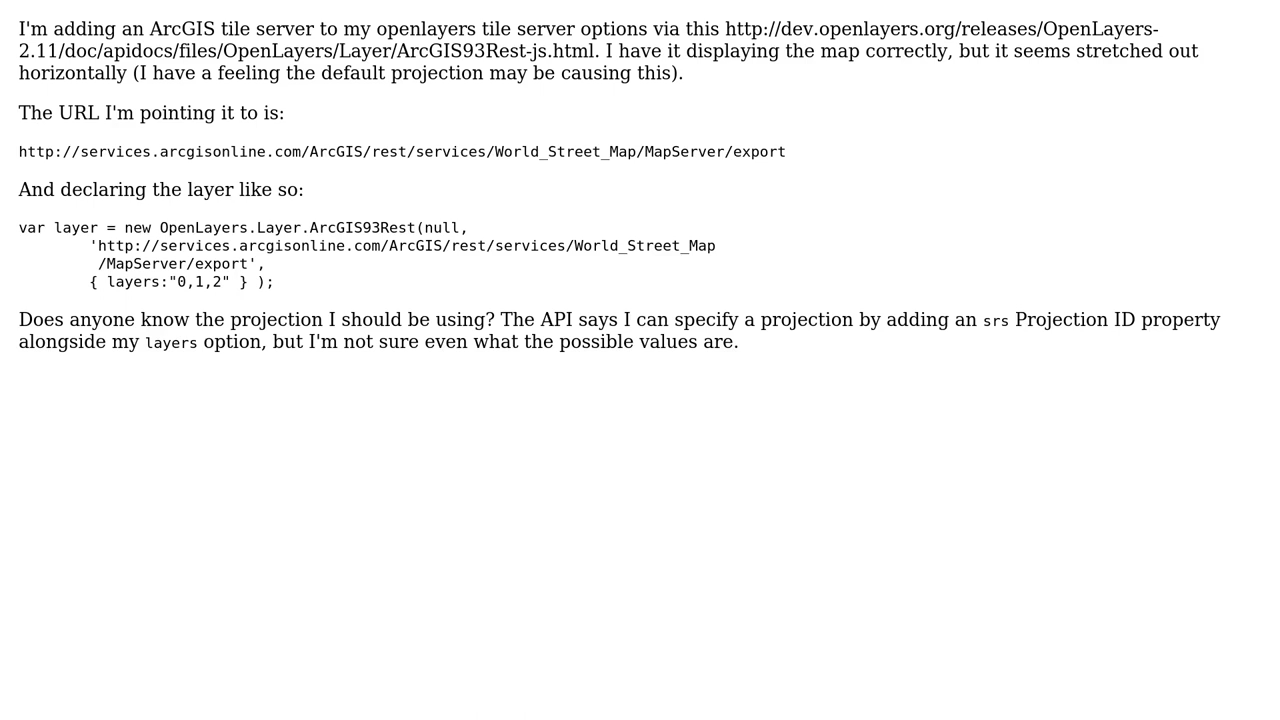 I'm adding an ArcGIS tile server to my openlayers tile server options via this http://dev.openlayers.org/releases/OpenLayers-
2.11/doc/apidocs/files/OpenLayers/Layer/ArcGIS93Rest-js.html. I have it displaying the map correctly, but it seems stretched out
horizontally (I have a feeling the default projection may be causing this).
The URL I'm pointing it to is:
http://services.arcgisonline.com/ArcGIS/rest/services/World_Street_Map/MapServer/export
And declaring the layer like so:
var layer = new OpenLayers.Layer.ArcGIS93Rest(null,
        'http://services.arcgisonline.com/ArcGIS/rest/services/World_Street_Map
         /MapServer/export',
        { layers:"0,1,2" } );
Does anyone know the projection I should be using? The API says I can specify a projection by adding an srs Projection ID property
alongside my layers option, but I'm not sure even what the possible values are.